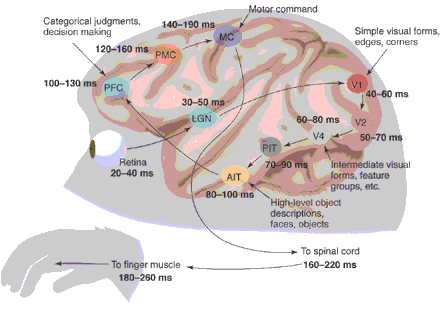 Motor command
Categorical judgments,
decision making
140–190 ms
Simple visual forms,
edges, corners
MC
120–160 ms
PMC
100–130 ms
PFC
V1
40–60 ms
30–50 ms
LGN
60–80 ms
V2
V4
50–70 ms
PIT
Retina
20–40 ms
70–90 ms
Intermediate visual
forms, feature
groups, etc.
AIT
80–100 ms
High-level object
descriptions,
faces, objects
To spinal cord
160–220 ms
To finger muscle
180–260 ms